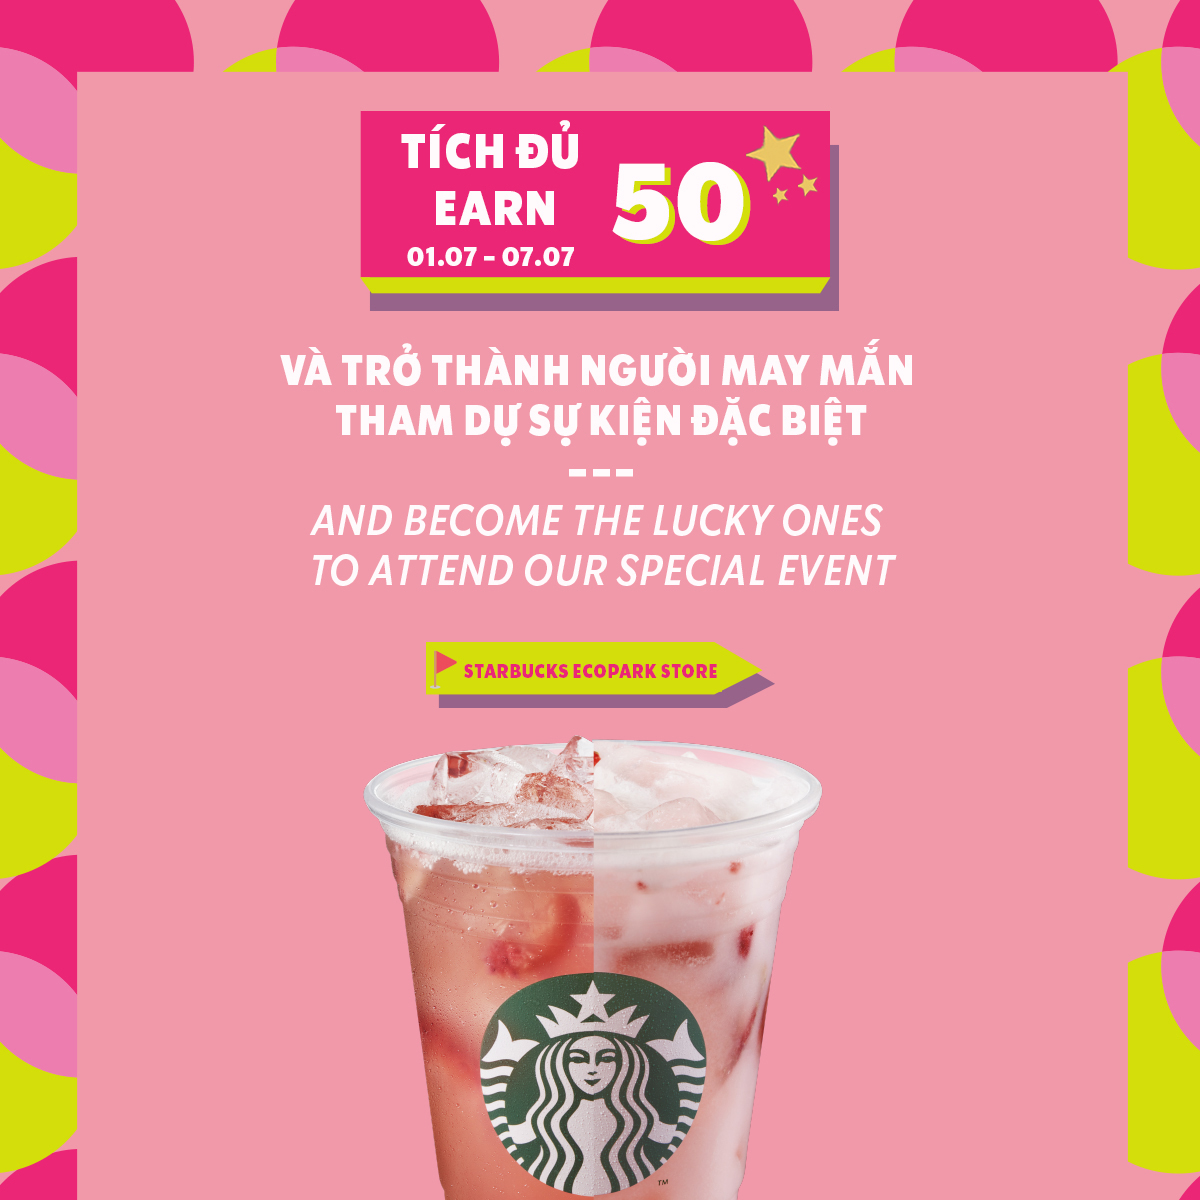 TÍCH ĐỦ
EARN
01.07 - 07.07
50
VÀ TRỞ THÀNH NGƯỜI MAY MẮN
THAM DỰ SỰ KIỆN ĐẶC BIỆT
---
AND BECOME THE LUCKY ONES
TO ATTEND OUR SPECIAL EVENT
STARBUCKS ECOPARK STORE
TM